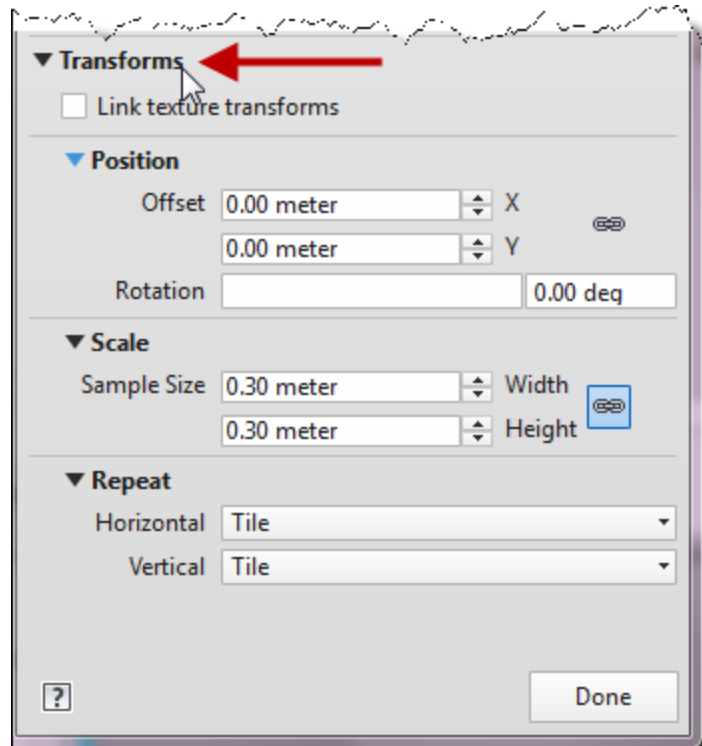 Transforms
Link texture transforms
Position
Offset 0.00 meter X
0.00 meter Y
Rotation 0.00 deg
Scale
Sample Size 0.30 meter Width
0.30 meter Height
Repeat
Horizontal Tile
Vertical Tile
? Done